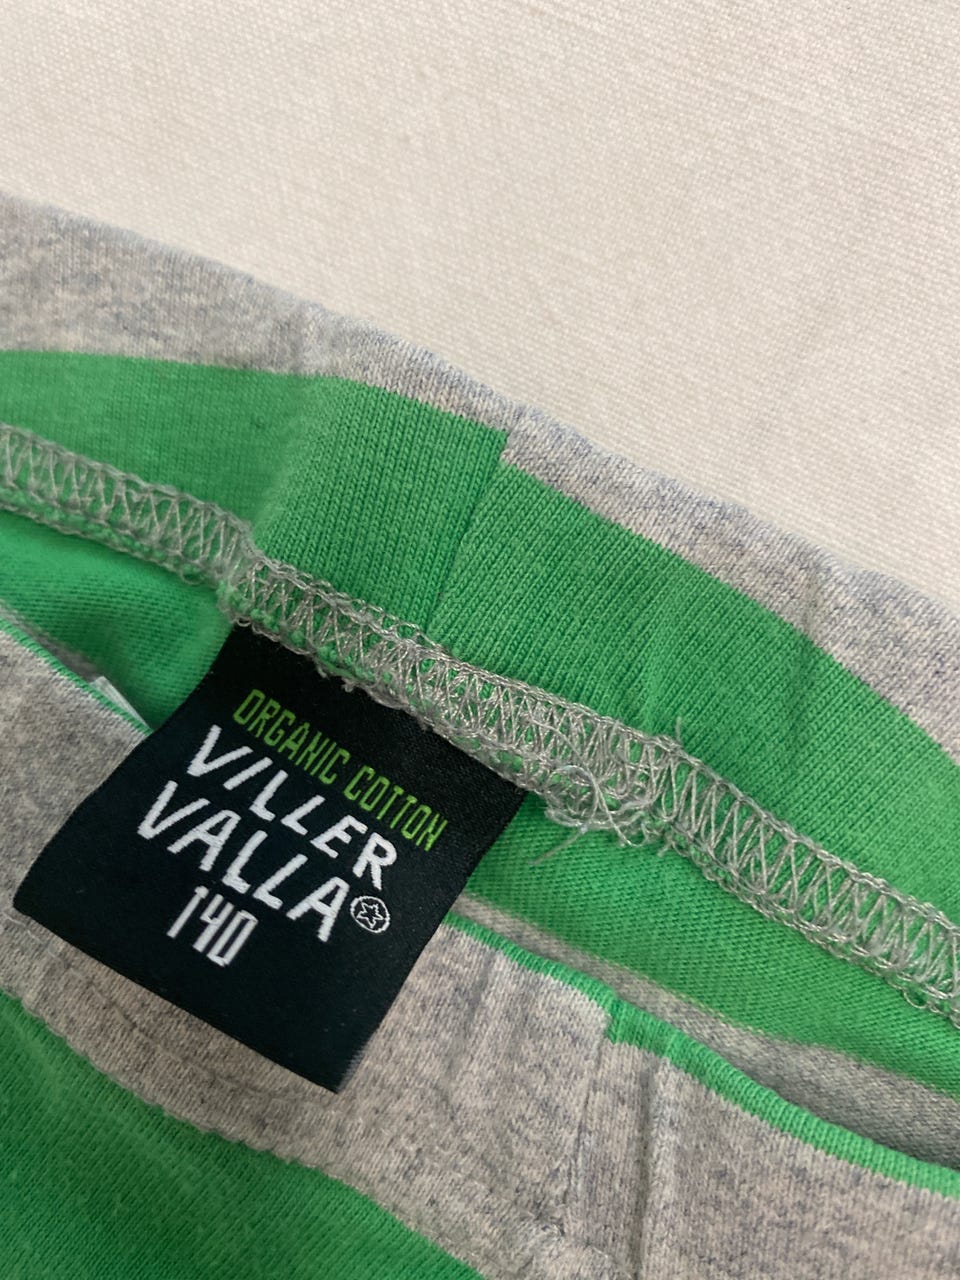 ORGANIC COTTON
VILLER
VALLA
140